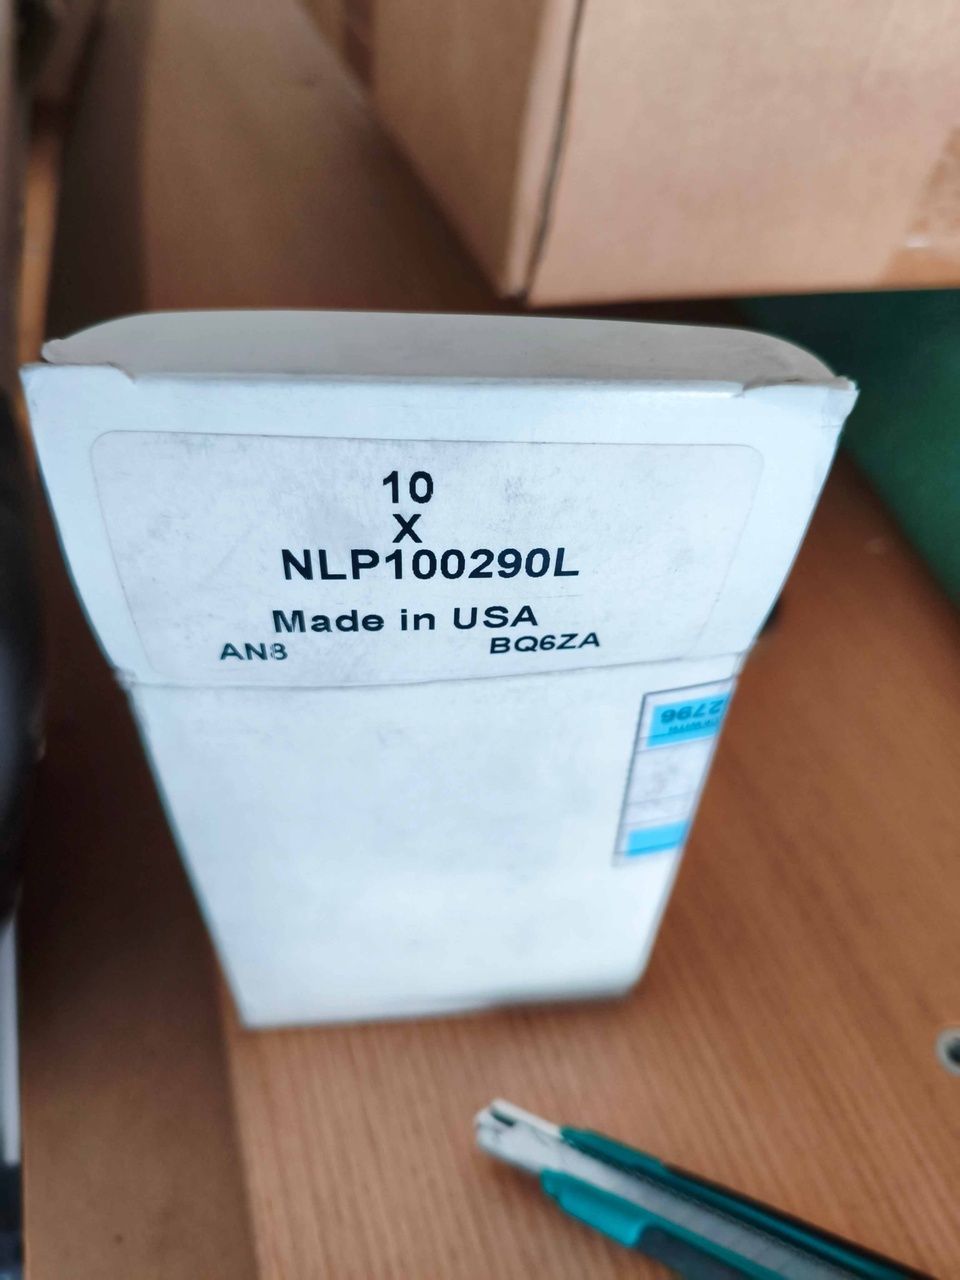 10
X
NLP100290L
Made in USA
AN8 BQ6ZA
2796